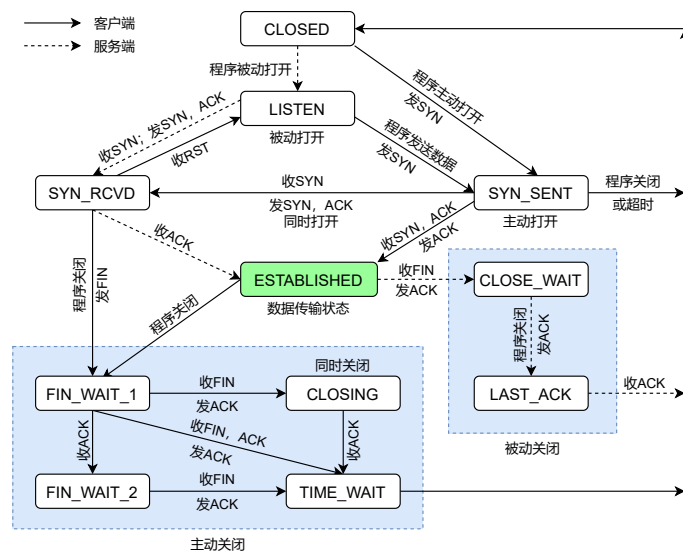 客户端
服务端
CLOSED
程序被动打开
程序主动打开
发SYN
LISTEN
被动打开
收SYN；发SYN，ACK
收RST
程序发送数据
发SYN
SYN_RCVD
收SYN
发SYN，ACK
同时打开
SYN_SENT
主动打开
程序关闭
或超时
收SYN，ACK
发ACK
收ACK
程序关闭
发FIN
ESTABLISHED
数据传输状态
程序关闭
收FIN
发ACK
CLOSE_WAIT
程序关闭
发ACK
LAST_ACK
收ACK
被动关闭
同时关闭
FIN_WAIT_1
收FIN
发ACK
CLOSING
收ACK
收FIN，ACK
发ACK
收ACK
FIN_WAIT_2
收FIN
发ACK
TIME_WAIT
主动关闭